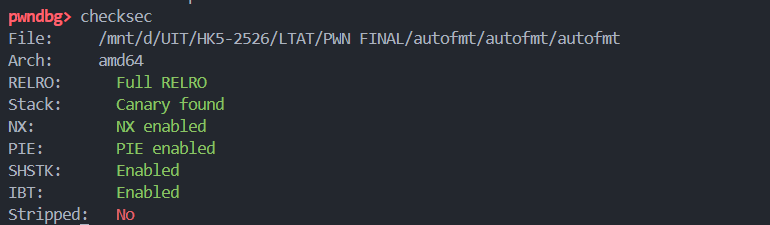 pwndbg> checksec
File:     /mnt/d/UIT/HK5-2526/LTAT/PWN FINAL/autofmt/autofmt/autofmt
Arch:     amd64
RELRO:      Full RELRO
Stack:      Canary found
NX:         NX enabled
PIE:        PIE enabled
SHSTK:      Enabled
IBT:        Enabled
Stripped:   No